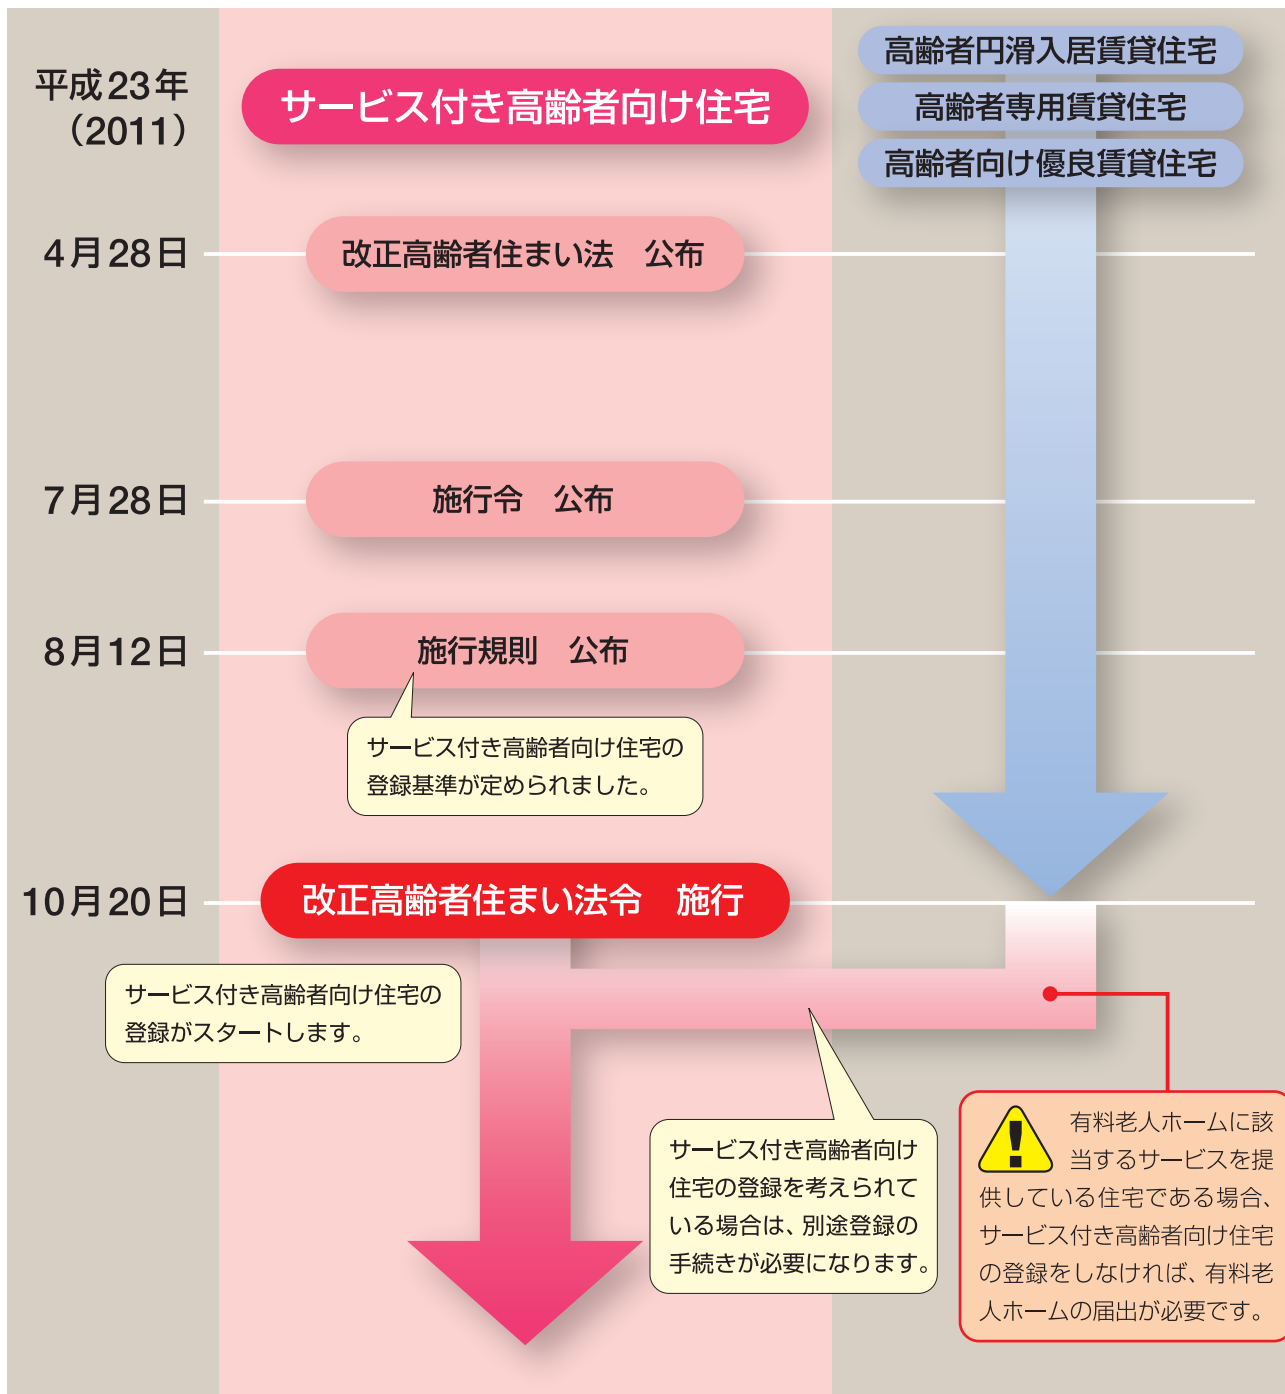 平成23年
（2011）
サービス付き高齢者向け住宅
高齢者円滑入居賃貸住宅
高齢者専用賃貸住宅
高齢者向け優良賃貸住宅
4月28日
改正高齢者住まい法　公布
7月28日
施行令　公布
8月12日
施行規則　公布
サービス付き高齢者向け住宅の
登録基準が定められました。
10月20日
改正高齢者住まい法令　施行
サービス付き高齢者向け住宅の
登録がスタートします。
サービス付き高齢者向け
住宅の登録を考えられて
いる場合は、別途登録の
手続きが必要になります。
有料老人ホームに該
当するサービスを提
供している住宅である場合、
サービス付き高齢者向け住宅
の登録をしなければ、有料老
人ホームの届出が必要です。